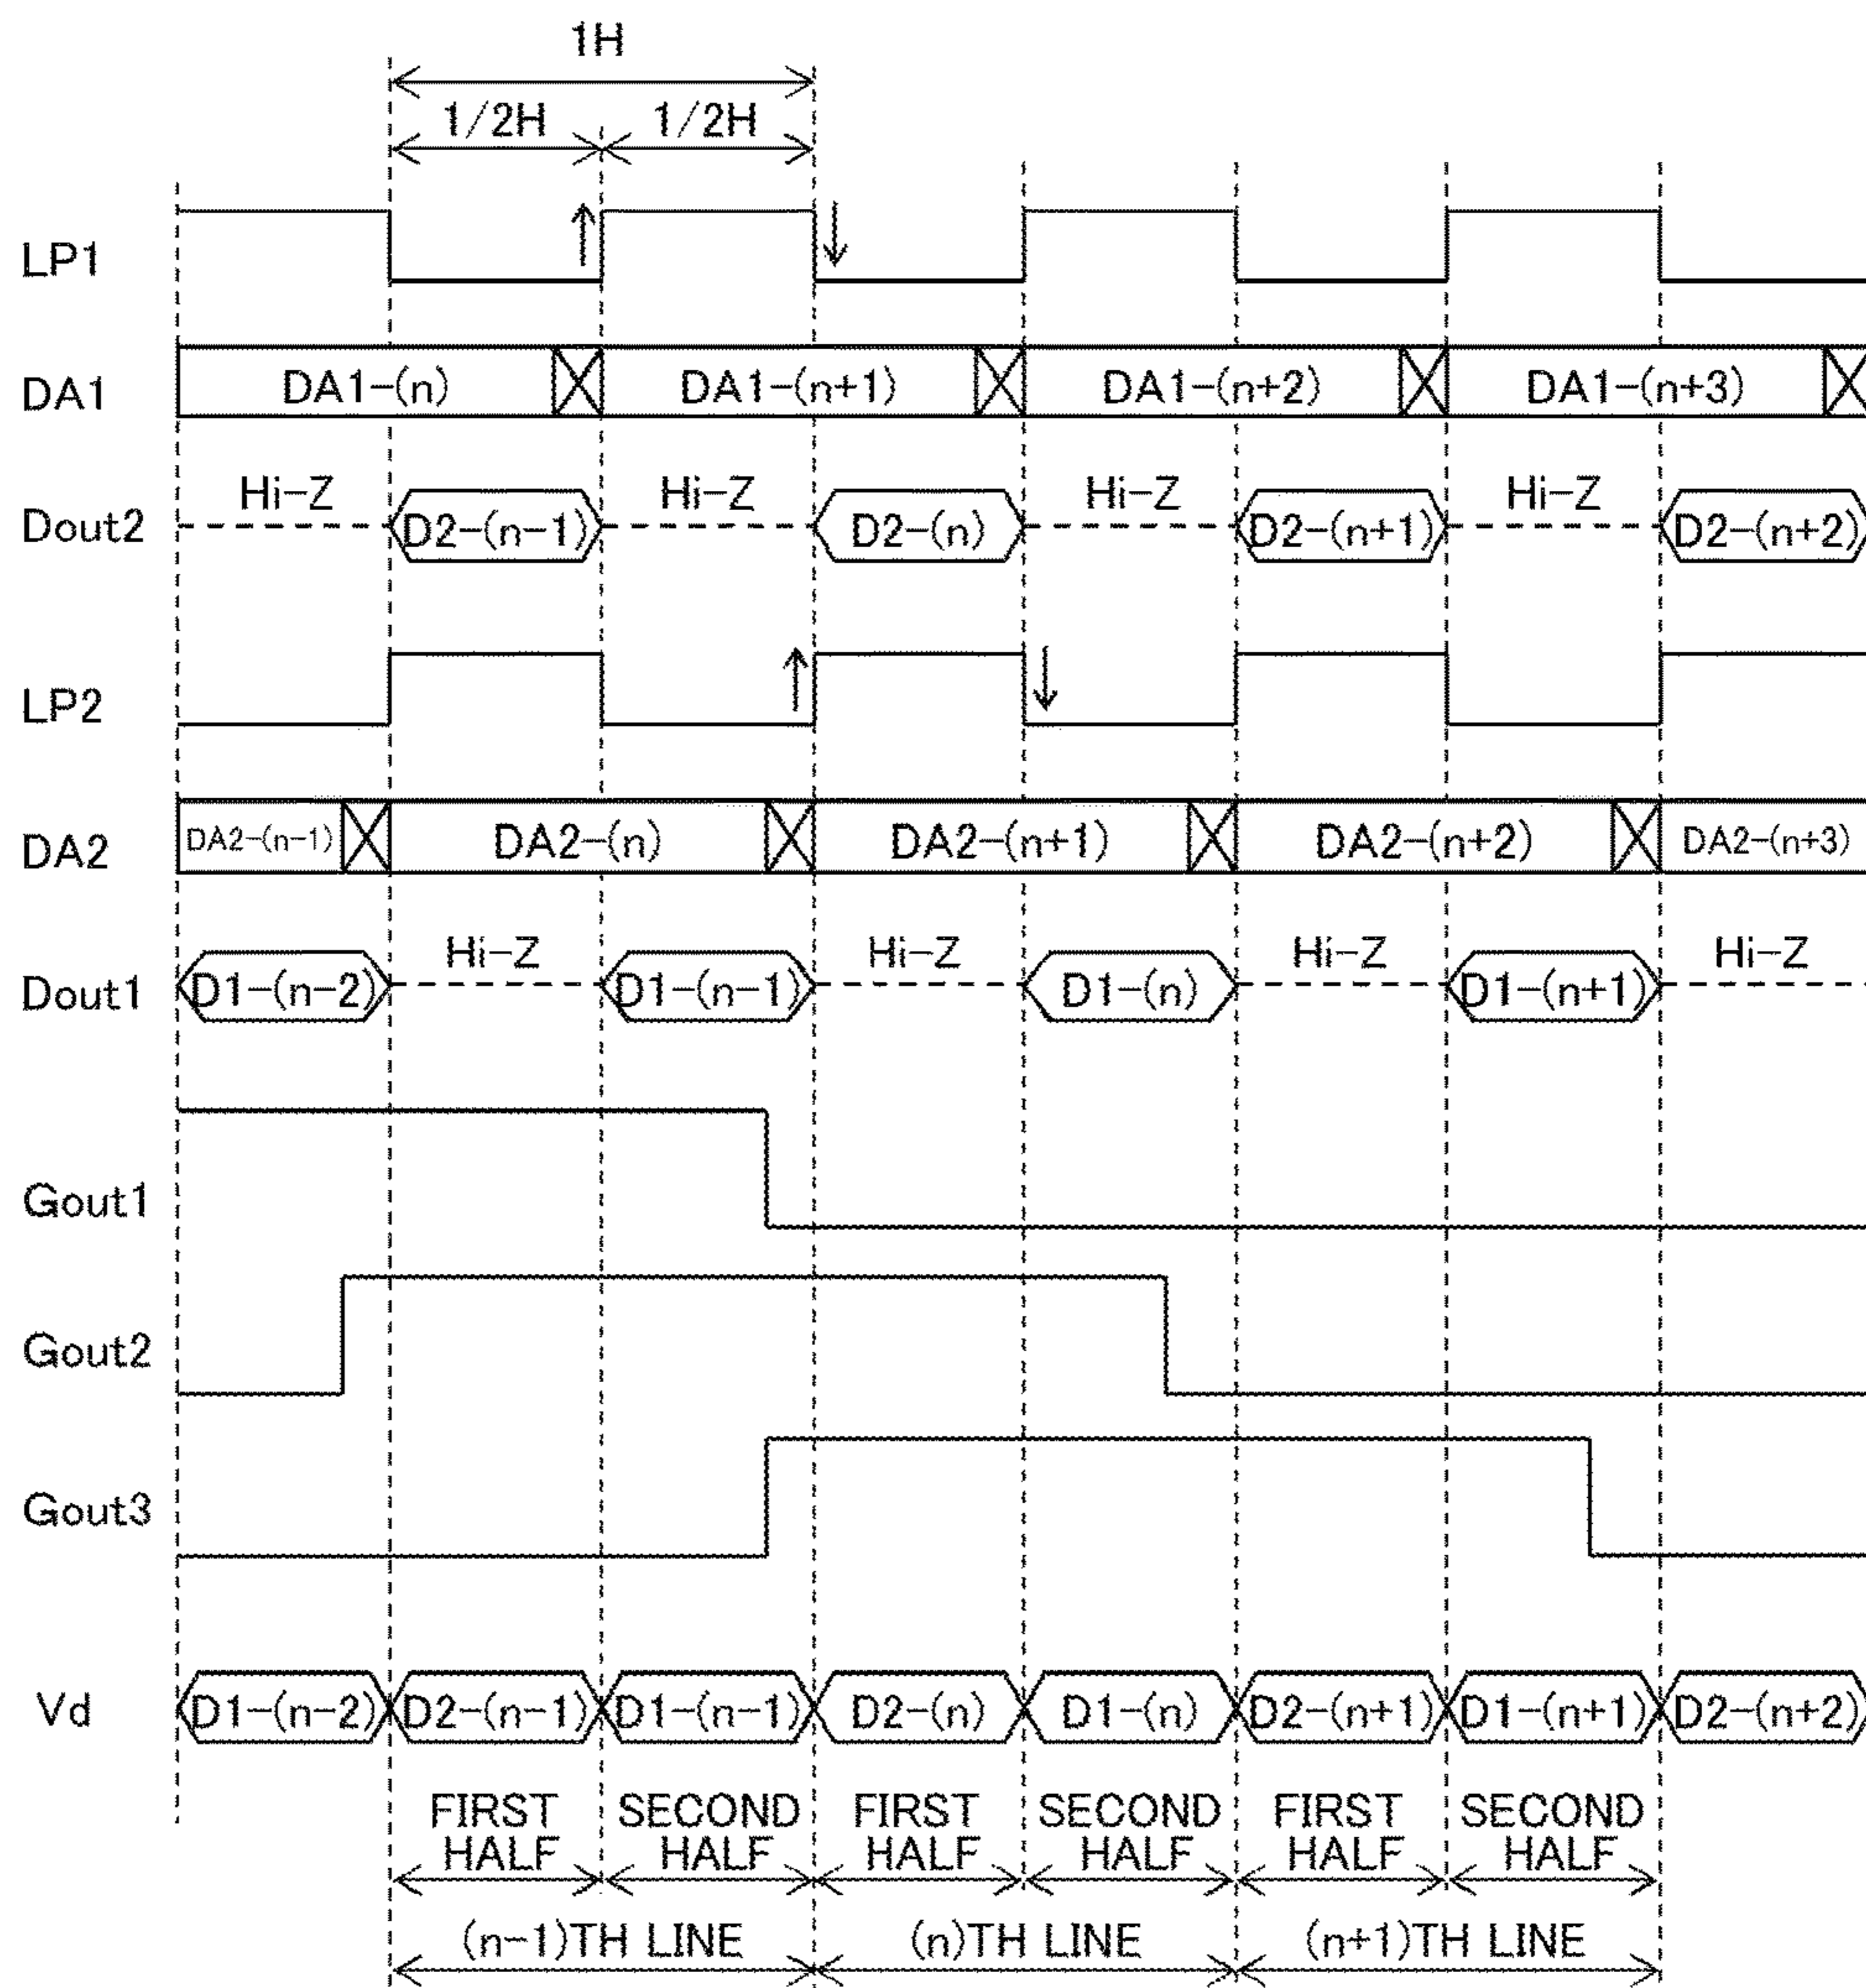 1H
1/2H 1/2H
LP1
DA1 DA1-(n) DA1-(n+1) DA1-(n+2) DA1-(n+3)
Hi-Z Hi-Z Hi-Z Hi-Z
Dout2 D2-(n-1) D2-(n) D2-(n+1) D2-(n+2)
LP2
DA2 DA2-(n-1) DA2-(n) DA2-(n+1) DA2-(n+2) DA2-(n+3)
Hi-Z Hi-Z Hi-Z Hi-Z
Dout1 D1-(n-2) D1-(n-1) D1-(n) D1-(n+1)
Gout1
Gout2
Gout3
Vd D1-(n-2) D2-(n-1) D1-(n-1) D2-(n) D1-(n) D2-(n+1) D1-(n+1) D2-(n+2)
FIRST SECOND FIRST SECOND FIRST SECOND
HALF HALF HALF HALF HALF HALF
(n-1)TH LINE (n)TH LINE (n+1)TH LINE